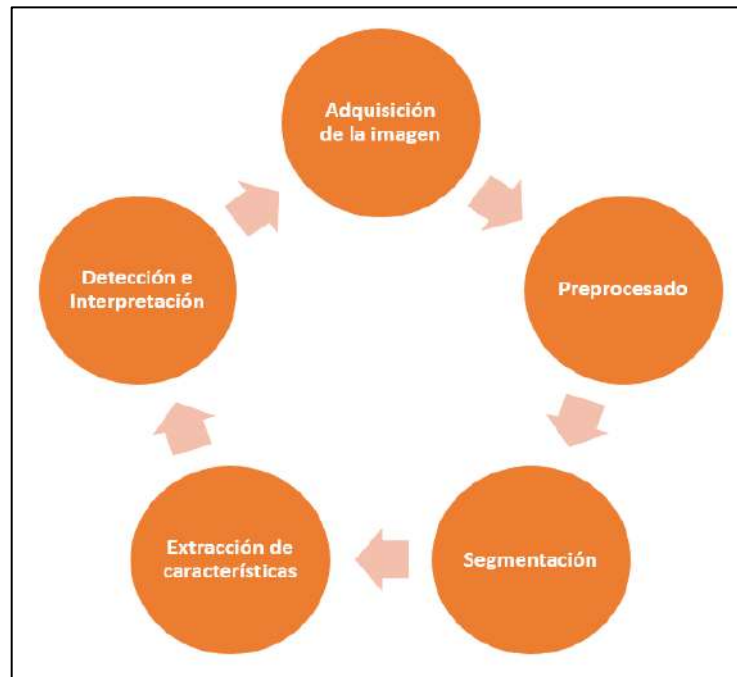 Adquisición
de la imagen
Preprocesado
Segmentación
Extracción de
características
Detección e
Interpretación